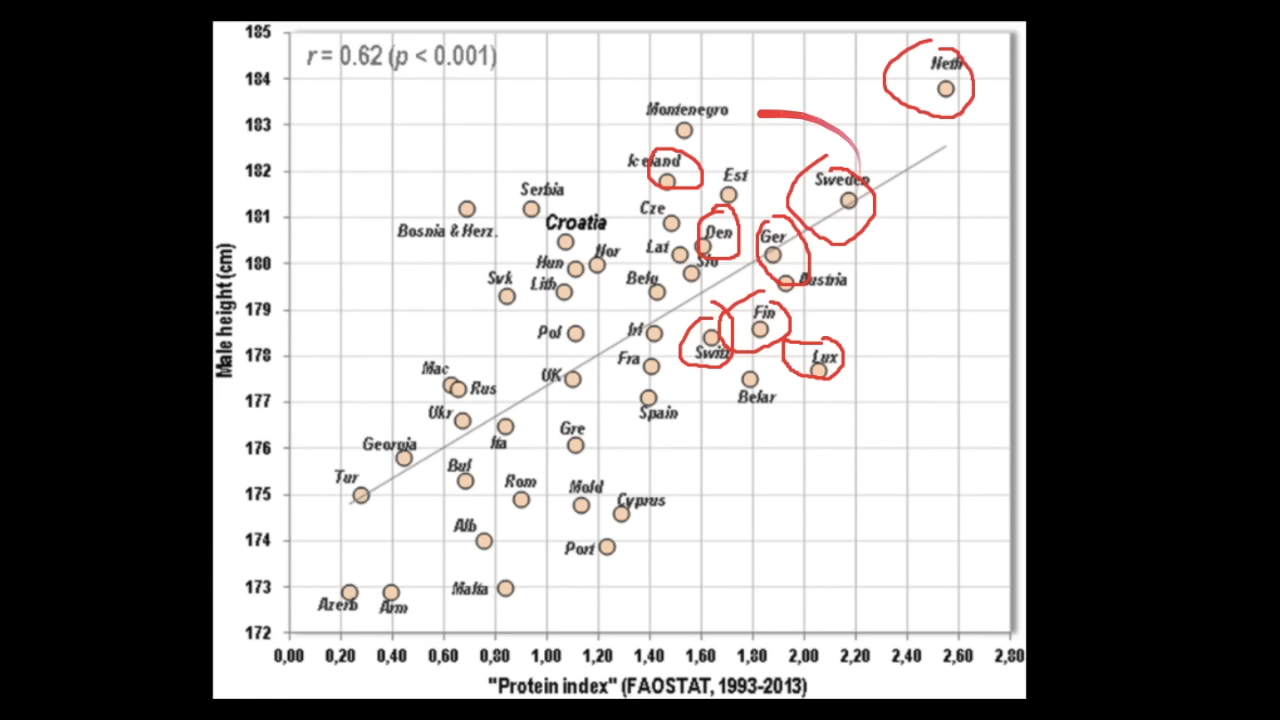 185
r = 0.62 (p < 0.001)
Neth
184
Montenegro
183
Iceland
182
Est
Sweden
Serbia
Cze
181
Bosnia & Herz.
Croatia
Den
Ger
Nor
Lat
180
Hun
Slo
Svk
Lith
Belg
Austria
179
Fin
Pol
Irl
178
Switz
Fra
Lux
Mac
UK
Rus
Belar
177
Ukr
Spain
Gre
176
Georgia
Ita
Bul
Tur
Rom
Mold
175
Cyprus
Alb
174
Port
173
Malta
Azerb
Arm
172
Male height (cm)
0,00 0,20 0,40 0,60 0,80 1,00 1,20 1,40 1,60 1,80 2,00 2,20 2,40 2,60 2,80
"Protein index" (FAOSTAT, 1993-2013)